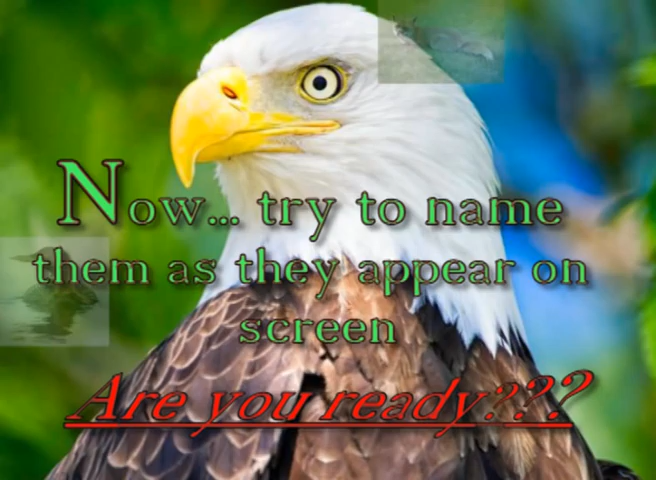 Now... try to name
them as they appear on
screen
Are you ready???